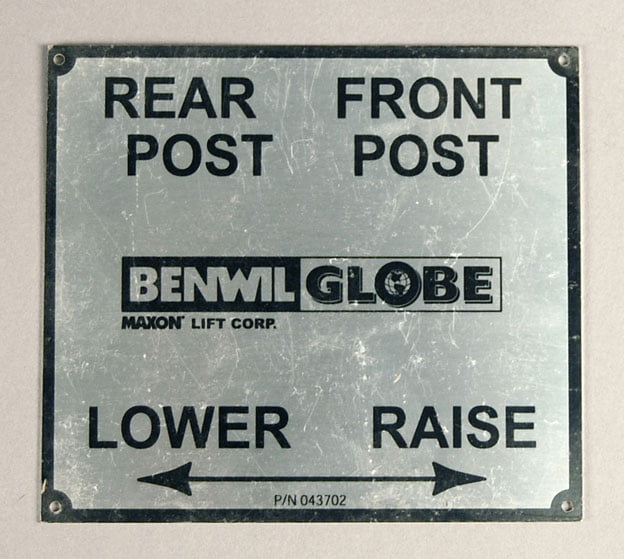 REAR FRONT
POST POST
BENWIL GLOBE
MAXON LIFT CORP.
LOWER RAISE
P/N 043702